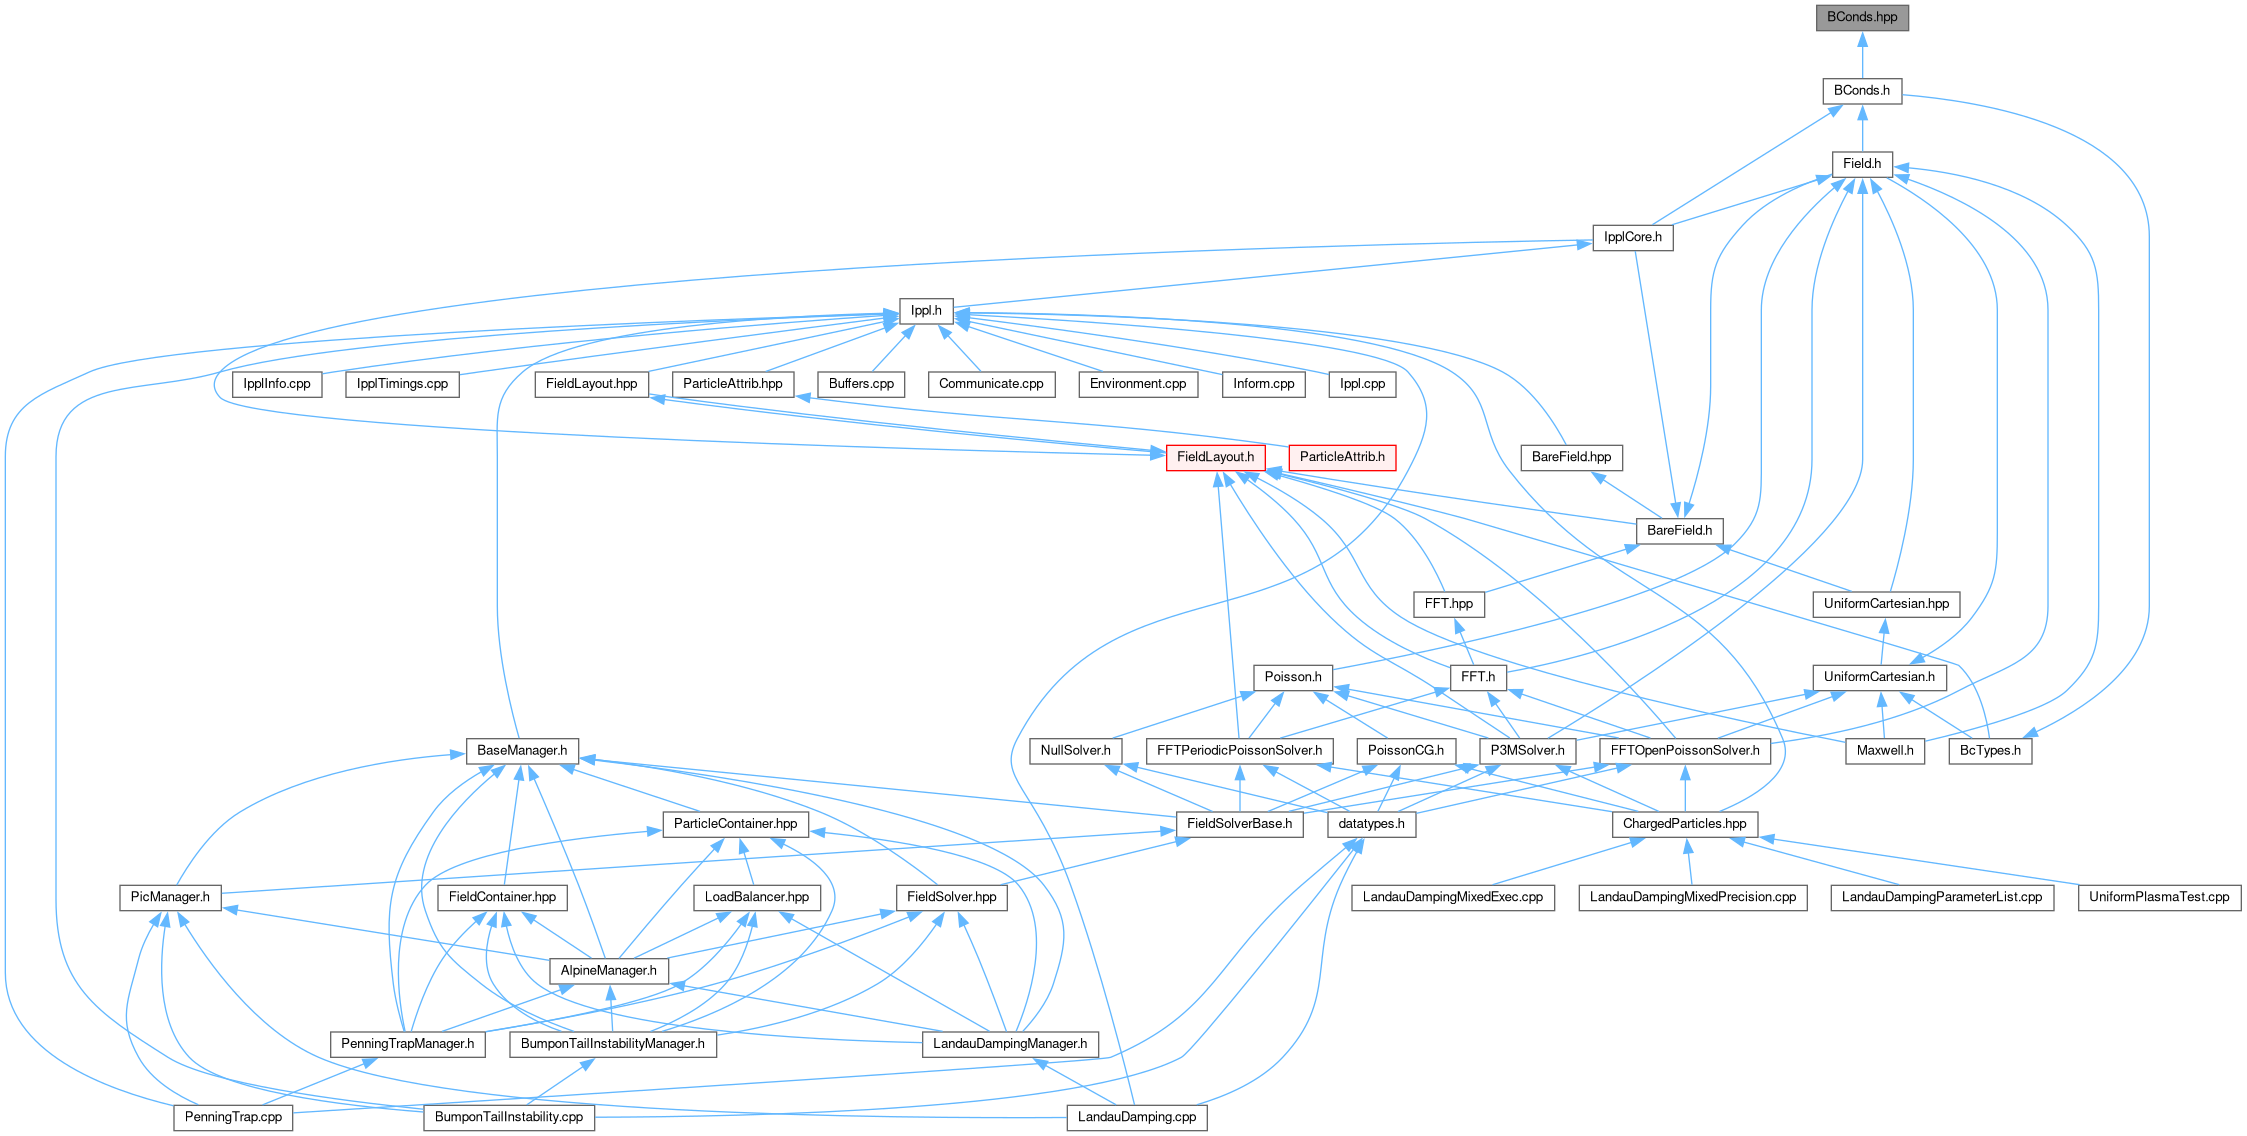 BConds.hpp
BConds.h
Field.h
IpplCore.h
Ippl.h
IpplInfo.cpp
IpplTimings.cpp
FieldLayout.hpp
ParticleAttrib.hpp
Buffers.cpp
Communicate.cpp
Environment.cpp
Inform.cpp
Ippl.cpp
FieldLayout.h
ParticleAttrib.h
BareField.hpp
BareField.h
FFT.hpp
UniformCartesian.hpp
Poisson.h
FFT.h
UniformCartesian.h
BaseManager.h
NullSolver.h
FFTPeriodicPoissonSolver.h
PoissonCG.h
P3MSolver.h
FFTOpenPoissonSolver.h
Maxwell.h
BcTypes.h
ParticleContainer.hpp
FieldSolverBase.h
datatypes.h
ChargedParticles.hpp
PicManager.h
FieldContainer.hpp
LoadBalancer.hpp
FieldSolver.hpp
LandauDampingMixedExec.cpp
LandauDampingMixedPrecision.cpp
LandauDampingParameterList.cpp
UniformPlasmaTest.cpp
AlpineManager.h
PenningTrapManager.h
BumponTailInstabilityManager.h
LandauDampingManager.h
PenningTrap.cpp
BumponTailInstability.cpp
LandauDamping.cpp